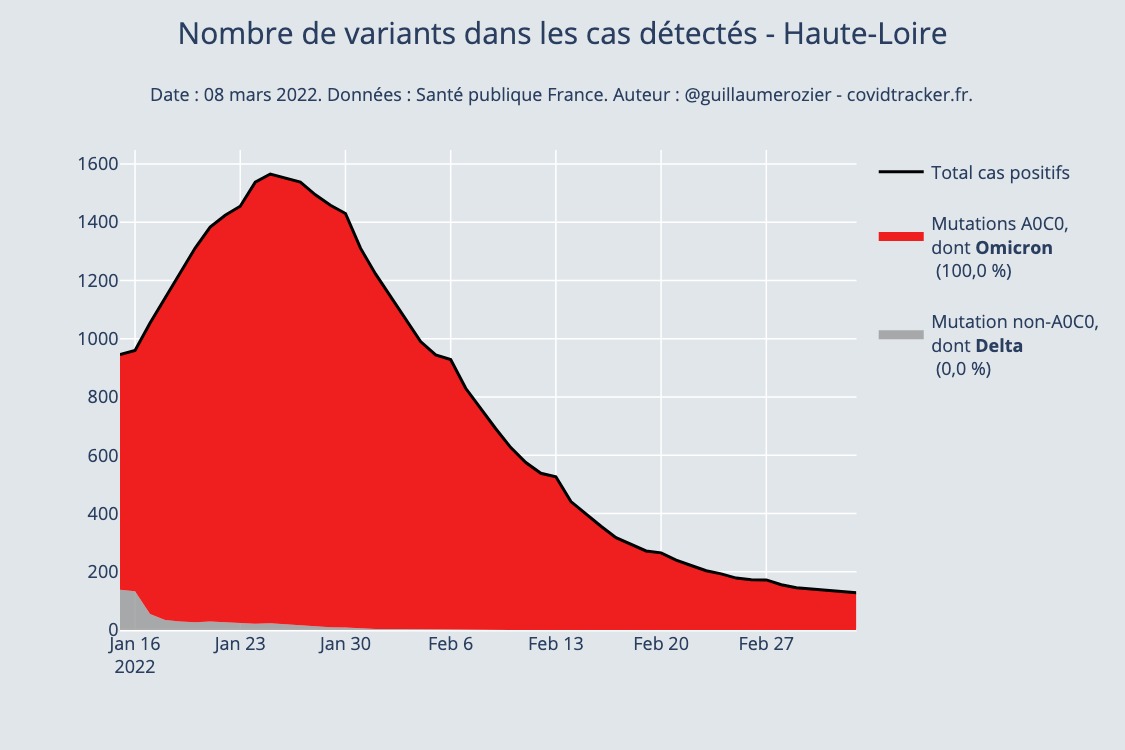 Nombre de variants dans les cas détectés - Haute-Loire
Date : 08 mars 2022. Données : Santé publique France. Auteur : @guillaumerozier - covidtracker.fr.
1600
1400
1200
1000
800
600
400
200
0
Jan 16
2022
Jan 23
Jan 30
Feb 6
Feb 13
Feb 20
Feb 27
Total cas positifs
Mutations A0C0,
dont Omicron
(100,0 %)
Mutation non-A0C0,
dont Delta
(0,0 %)